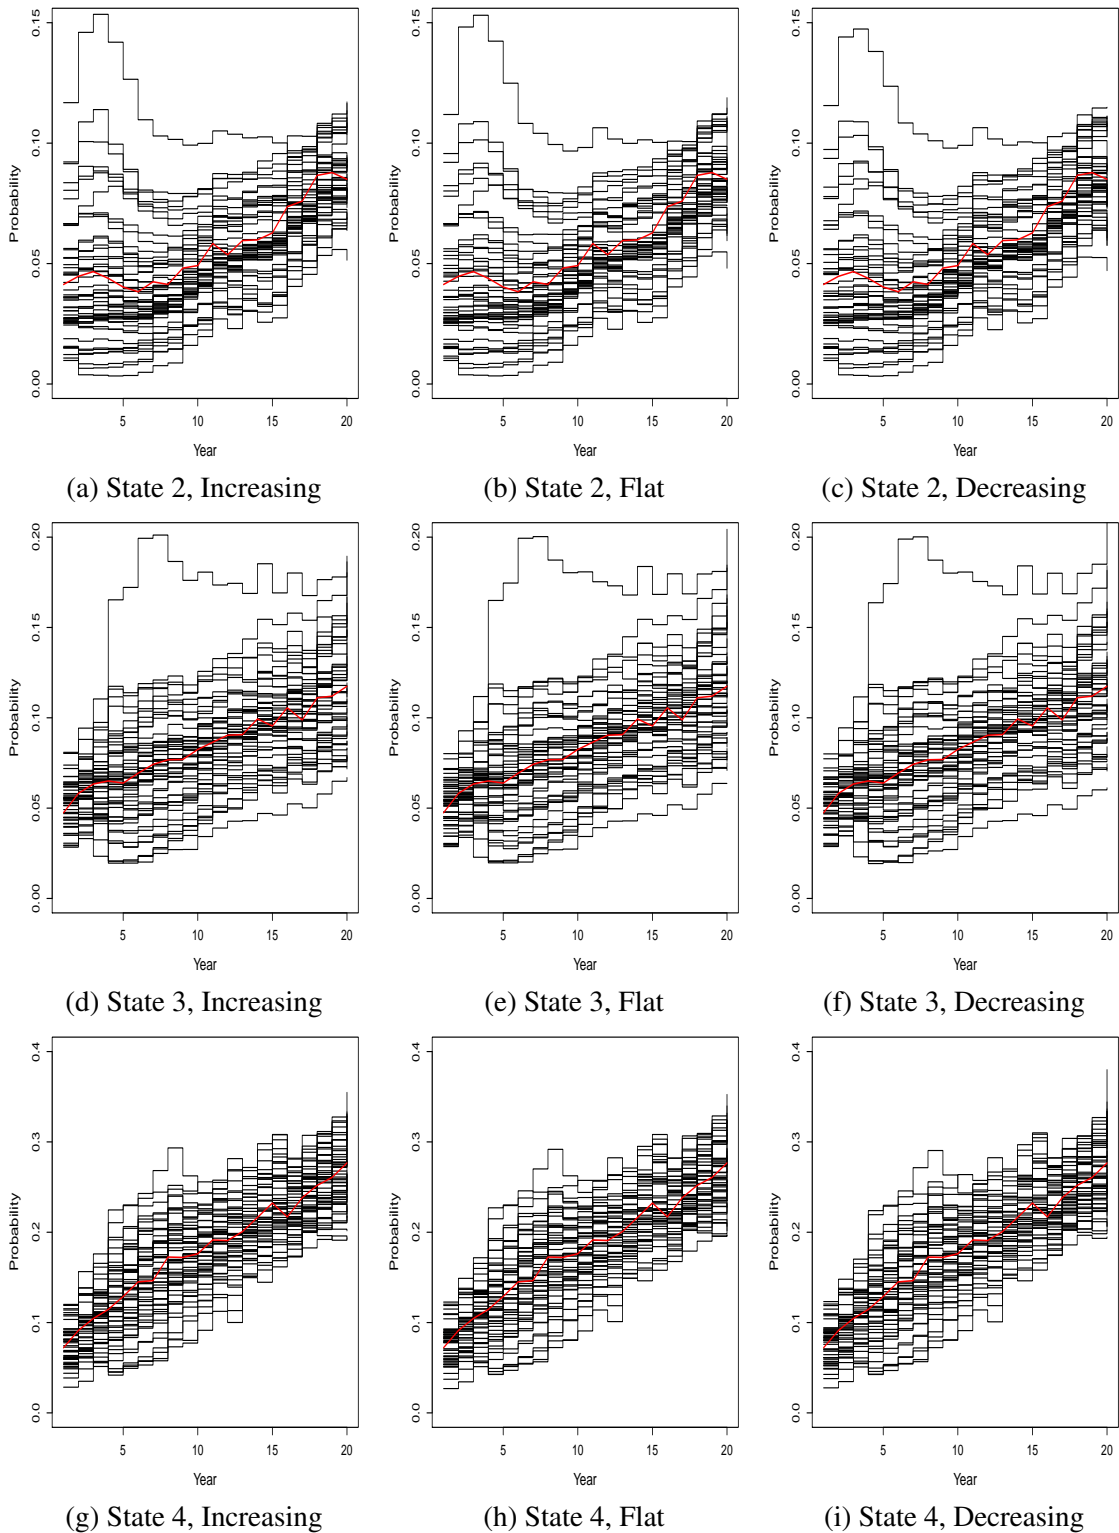 0.15 0.15 0.15
0.10 0.10 0.10
Probability Probability Probability
0.05 0.05 0.05
0.00 0.00 0.00
5 10 15 20 5 10 15 20 5 10 15 20
Year Year Year
(a) State 2, Increasing (b) State 2, Flat (c) State 2, Decreasing
0.20 0.20 0.20
0.15 0.15 0.15
Probability Probability Probability
0.10 0.10 0.10
0.05 0.05 0.05
0.00 0.00 0.00
5 10 15 20 5 10 15 20 5 10 15 20
Year Year Year
(d) State 3, Increasing (e) State 3, Flat (f) State 3, Decreasing
0.4 0.4 0.4
0.3 0.3 0.3
Probability Probability Probability
0.2 0.2 0.2
0.1 0.1 0.1
0.0 0.0 0.0
5 10 15 20 5 10 15 20 5 10 15 20
Year Year Year
(g) State 4, Increasing (h) State 4, Flat (i) State 4, Decreasing